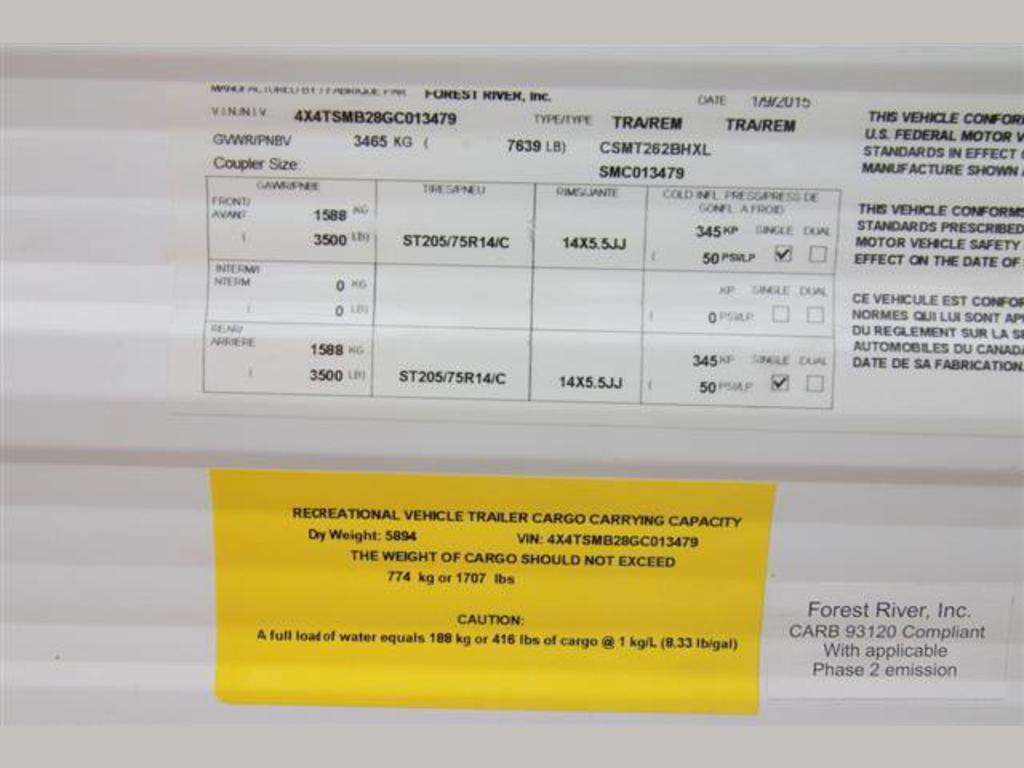 MANUFACTURED BY / FABRIQUE PAR FOREST RIVER, Inc. DATE 1/9/2015
V.I.N./N.I.V. 4X4TSMB28GC013479 TYPE/TYPE TRA/REM TRA/REM
GVWR/PNBV 3465 KG ( 7639 LB) CSMT262BHXL
Coupler Size: SMC013479
GAWR/PNBE TIRES/PNEU RIMS/JANTE COLD INFL. PRESS/PRESS DE
GONFL. A FROID
FRONT/
AVANT 1588 KG 345 KP SINGLE DUAL
( 3500 LB) ST205/75R14/C 14X5.5JJ ( 50 PSI/LP
INTERM/I
NTERM 0 KG KP SINGLE DUAL
( 0 LB) ( 0 PSI/LP
REAR/
ARRIERE 1588 KG 345 KP SINGLE DUAL
( 3500 LB) ST205/75R14/C 14X5.5JJ ( 50 PSI/LP
THIS VEHICLE CONFOR
U.S. FEDERAL MOTOR V
STANDARDS IN EFFECT
MANUFACTURE SHOWN
THIS VEHICLE CONFORMS
STANDARDS PRESCRIBED
MOTOR VEHICLE SAFETY
EFFECT ON THE DATE OF
CE VEHICULE EST CONFOR
NORMES QUI LUI SONT AP
DU REGLEMENT SUR LA S
AUTOMOBILES DU CANADA
DATE DE SA FABRICATION.
RECREATIONAL VEHICLE TRAILER CARGO CARRYING CAPACITY
Dry Weight: 5894 VIN: 4X4TSMB28GC013479
THE WEIGHT OF CARGO SHOULD NOT EXCEED
774 kg or 1707 lbs
CAUTION:
A full load of water equals 188 kg or 416 lbs of cargo @ 1 kg/L (8.33 lb/gal)
Forest River, Inc.
CARB 93120 Compliant
With applicable
Phase 2 emission